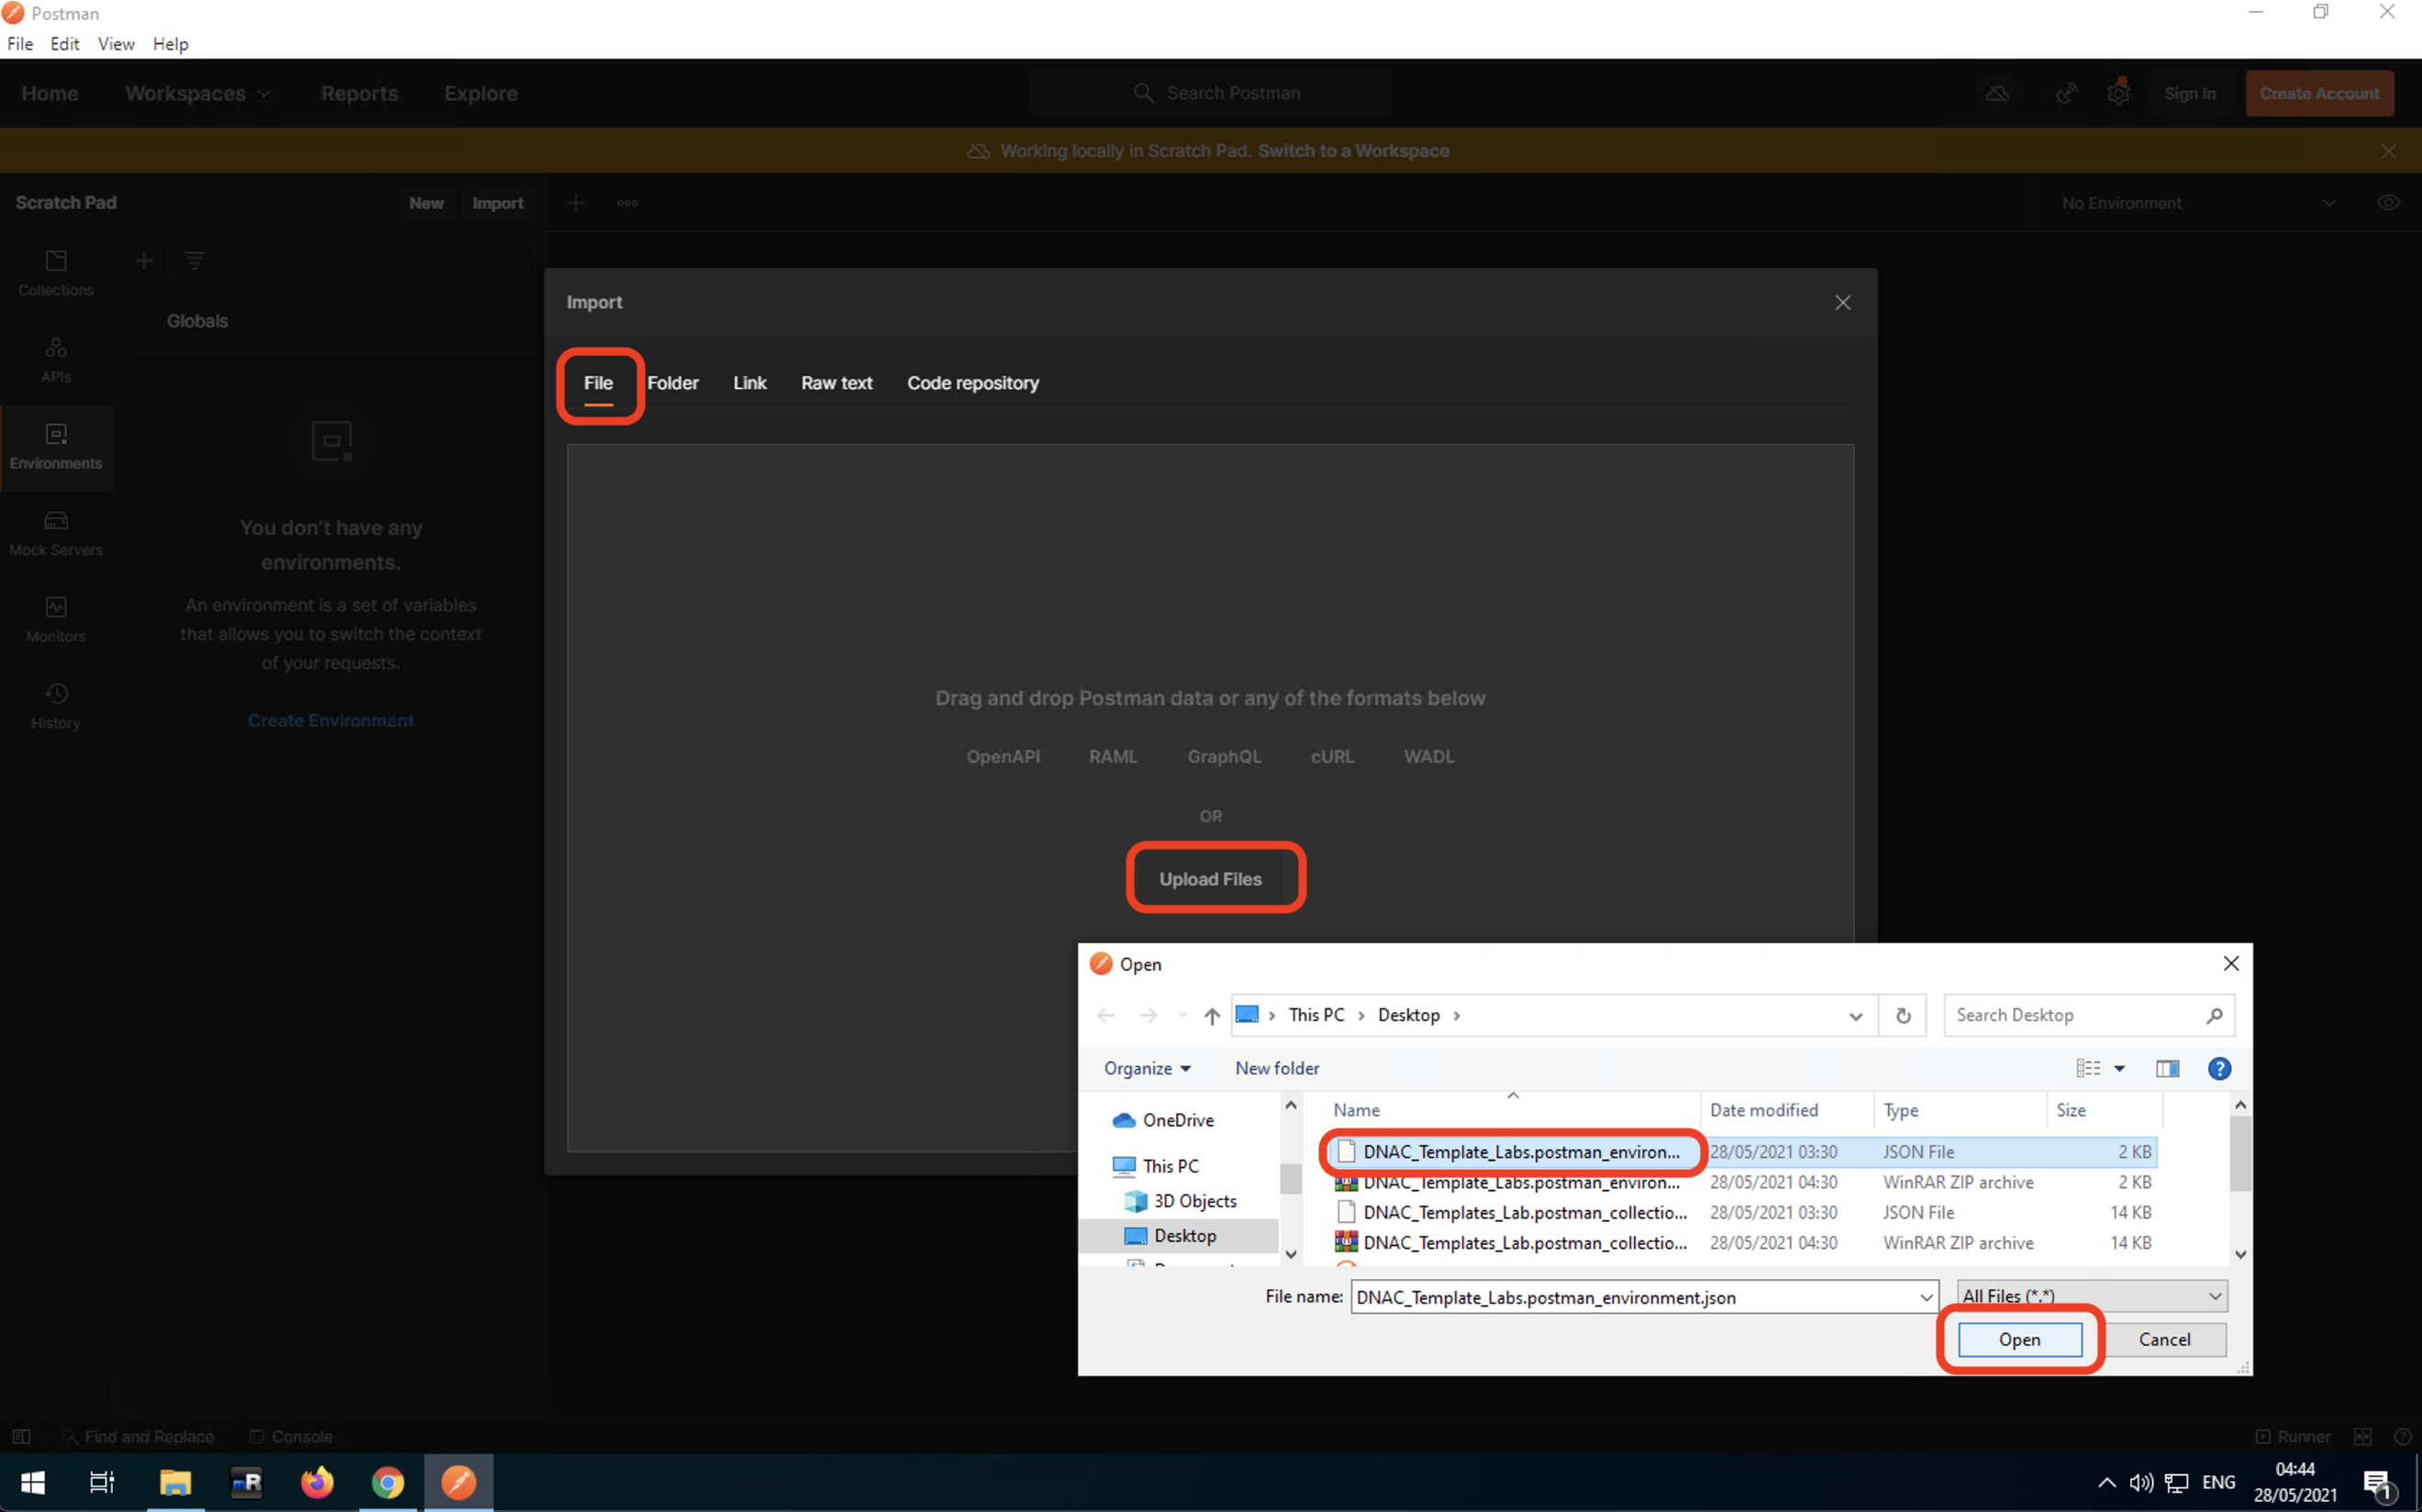 Postman
File Edit View Help
Home Workspaces Reports Explore Search Postman Sign In Create Account
Working locally in Scratch Pad. Switch to a Workspace
Scratch Pad New Import No Environment
Collections
Globals
APIs
Environments
You don't have any
environments.
An environment is a set of variables
that allows you to switch the context
of your requests.
Create Environment
Mock Servers
Monitors
History
Import
File Folder Link Raw text Code repository
Drag and drop Postman data or any of the formats below
OpenAPI RAML GraphQL cURL WADL
OR
Upload Files
Open
This PC > Desktop >
Search Desktop
Organize New folder
OneDrive
This PC
3D Objects
Desktop
Name Date modified Type Size
DNAC_Template_Labs.postman_environ... 28/05/2021 03:30 JSON File 2 KB
DNAC_Template_Labs.postman_environ... 28/05/2021 04:30 WinRAR ZIP archive 2 KB
DNAC_Templates_Lab.postman_collectio... 28/05/2021 03:30 JSON File 14 KB
DNAC_Templates_Lab.postman_collectio... 28/05/2021 04:30 WinRAR ZIP archive 14 KB
File name: DNAC_Template_Labs.postman_environment.json All Files (*.*)
Open Cancel
Find and Replace Console Runner
mR
ENG
04:44
28/05/2021
1